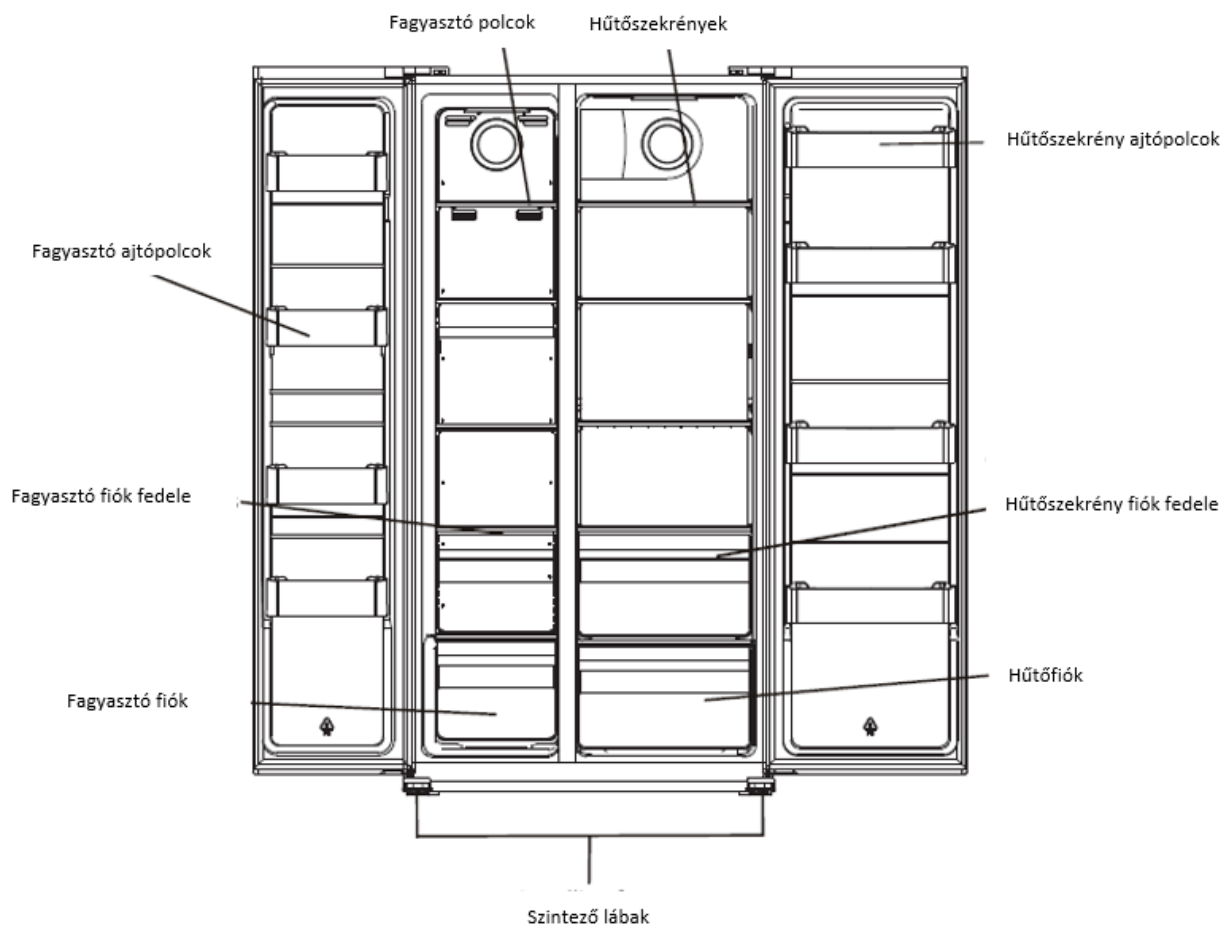 Fagyasztó polcok
Hűtőszekrények
Hűtőszekrény ajtópolcok
Fagyasztó ajtópolcok
Fagyasztó fiók fedele
Hűtőszekrény fiók fedele
Hűtőfiók
Fagyasztó fiók
Szintező lábak